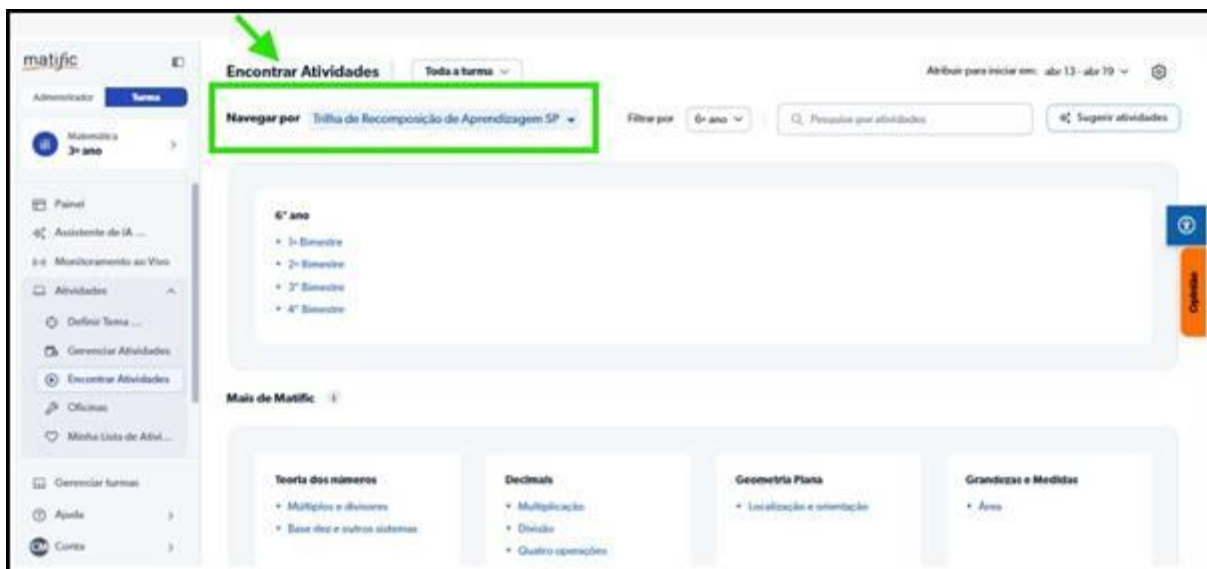 matific
Administrador Turma
Matemática
3º ano
Painel
Assistente de IA ...
Monitoramento ao Vivo
Atividades
Definir Tema ...
Gerenciar Atividades
Encontrar Atividades
Oficinas
Minha Lista de Ativi...
Gerenciar turmas
Ajuda
CM Conta
Encontrar Atividades Toda a turma
Atribuir para iniciar em: abr 13 - abr 19
Navegar por Trilha de Recomposição de Aprendizagem SP
Filtrar por 6º ano Pesquise por atividades Sugerir atividades
6º ano
• 1º Bimestre
• 2º Bimestre
• 3º Bimestre
• 4º Bimestre
Mais de Matific i
Teoria dos números
• Múltiplos e divisores
• Base dez e outros sistemas
Decimais
• Multiplicação
• Divisão
• Quatro operações
Geometria Plana
• Localização e orientação
Grandezas e Medidas
• Área
Opinião